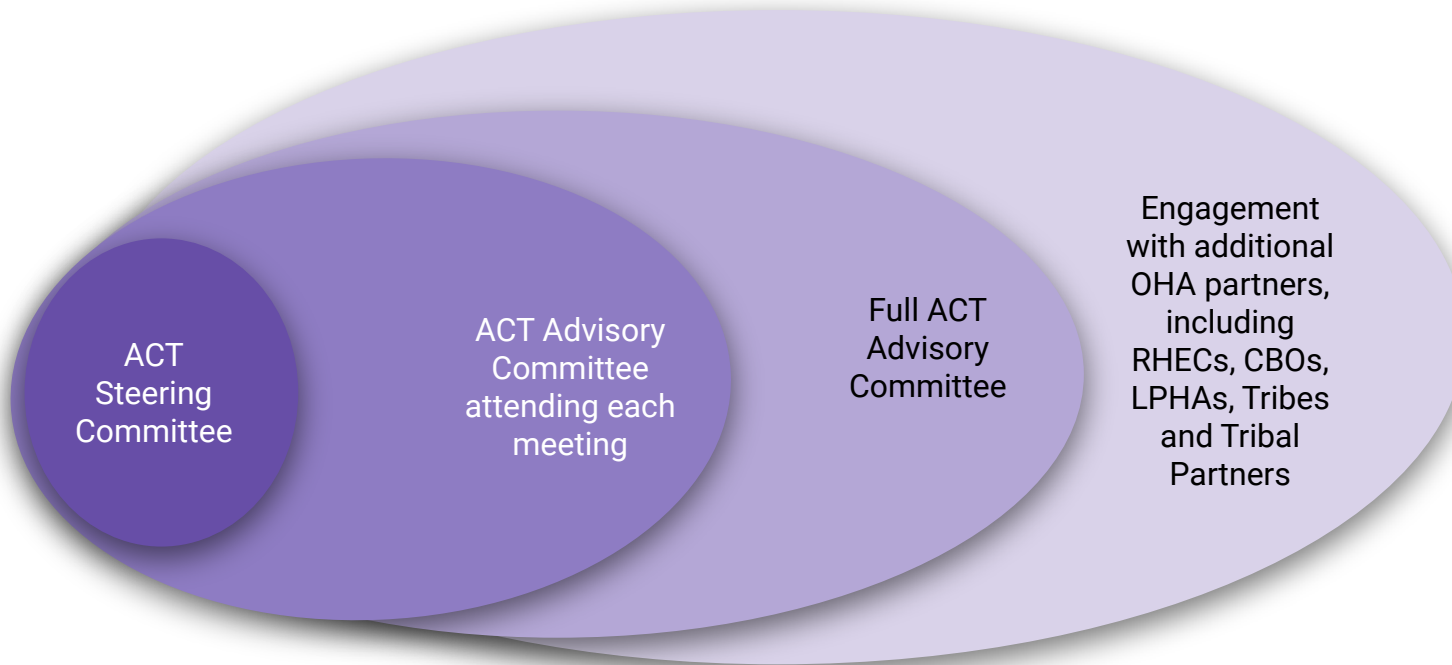 ACT
Steering
Committee
ACT Advisory
Committee
attending each
meeting
Full ACT
Advisory
Committee
Engagement
with additional
OHA partners,
including
RHECs, CBOs,
LPHAs, Tribes
and Tribal
Partners